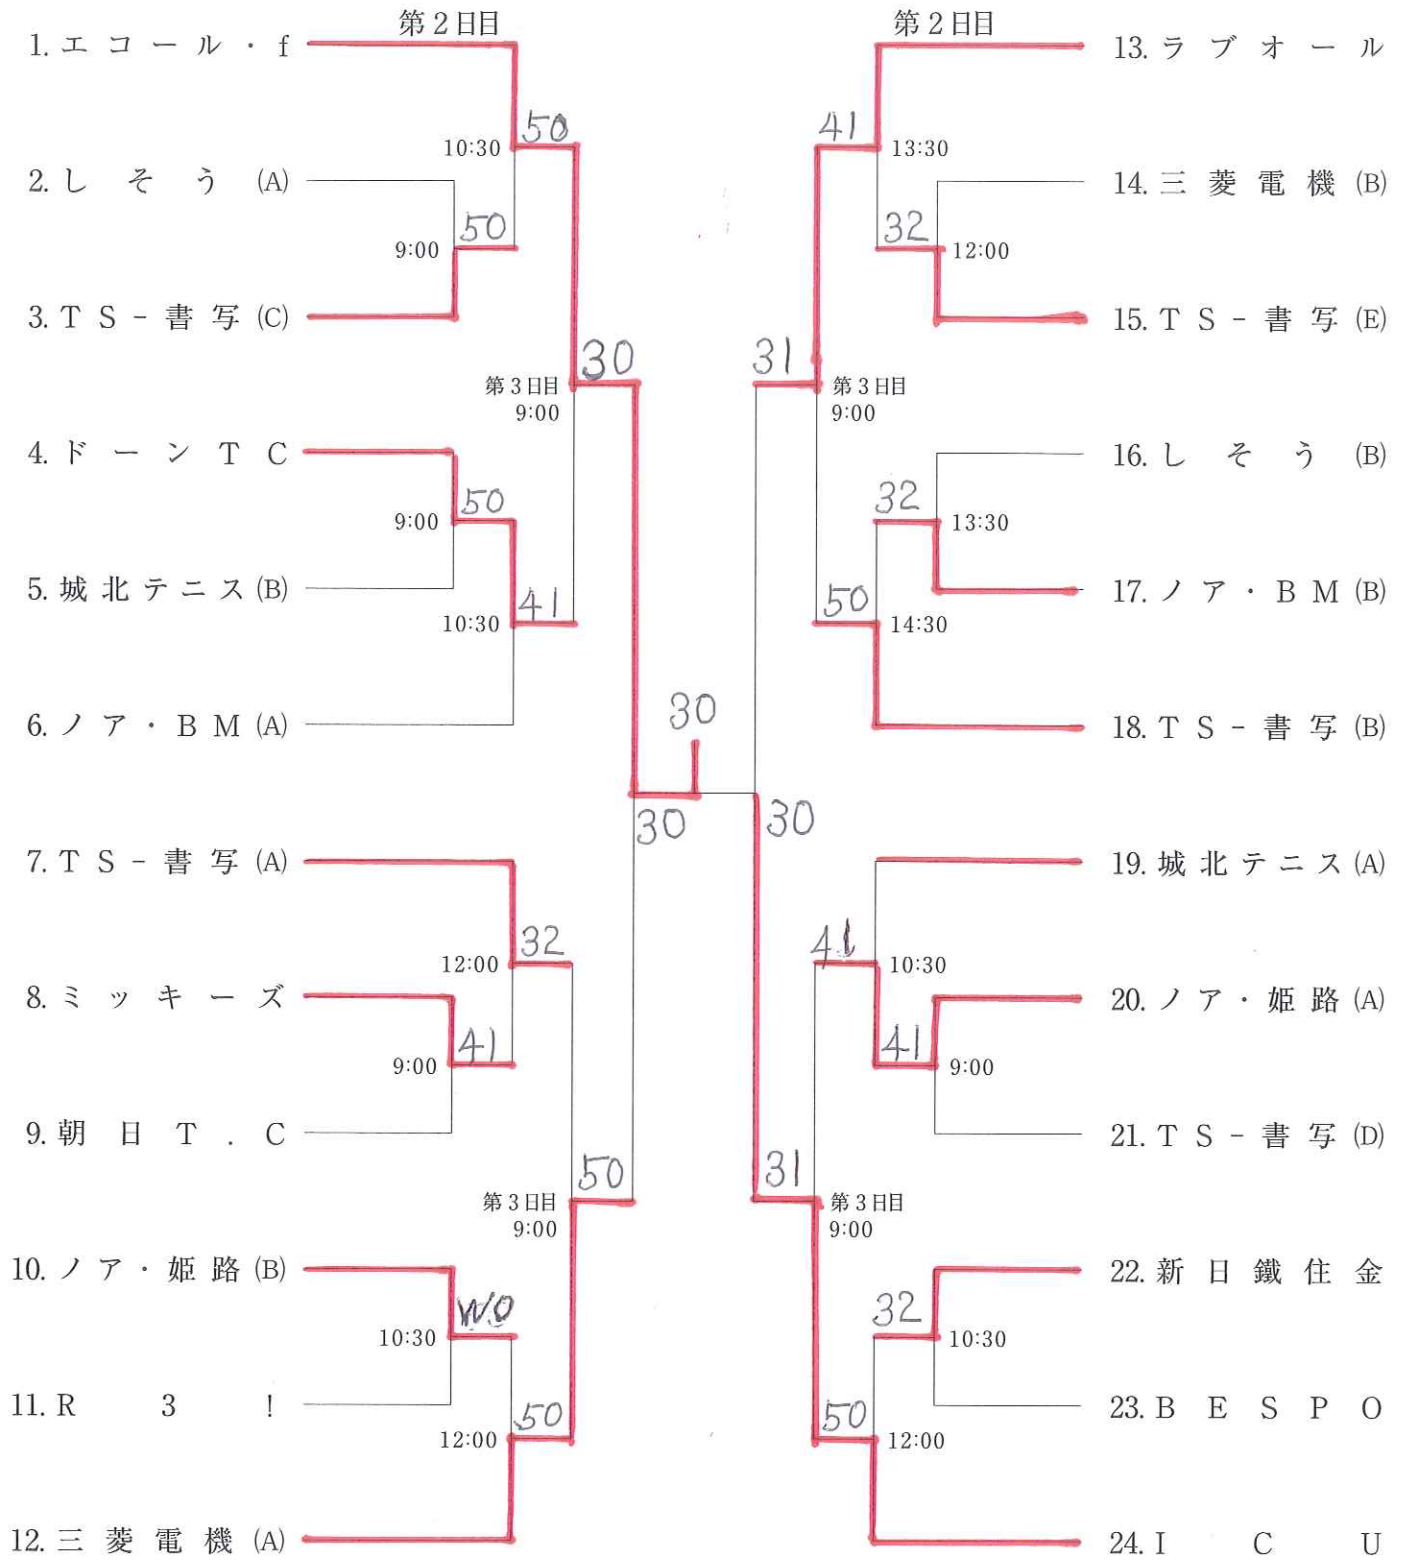 第2日目
1. エコール・f
50
10:30
2. しそう (A)
50
9:00
3. TS-書写 (C)
30
第3日目
9:00
4. ドーンTC
50
9:00
5. 城北テニス (B)
41
10:30
6. ノア・BM (A)
30
30
7. TS-書写 (A)
32
12:00
8. ミッキーズ
41
9:00
9. 朝日T.C
50
第3日目
9:00
10. ノア・姫路 (B)
W0
10:30
11. R3!
50
12:00
12. 三菱電機 (A)
第2日目
13. ラブオール
41
13:30
14. 三菱電機 (B)
32
12:00
15. TS-書写 (E)
31
第3日目
9:00
16. しそう (B)
32
13:30
17. ノア・BM (B)
50
14:30
18. TS-書写 (B)
30
19. 城北テニス (A)
41
10:30
20. ノア・姫路 (A)
41
9:00
21. TS-書写 (D)
31
第3日目
9:00
22. 新日鐵住金
32
10:30
23. BESPO
50
12:00
24. ICU